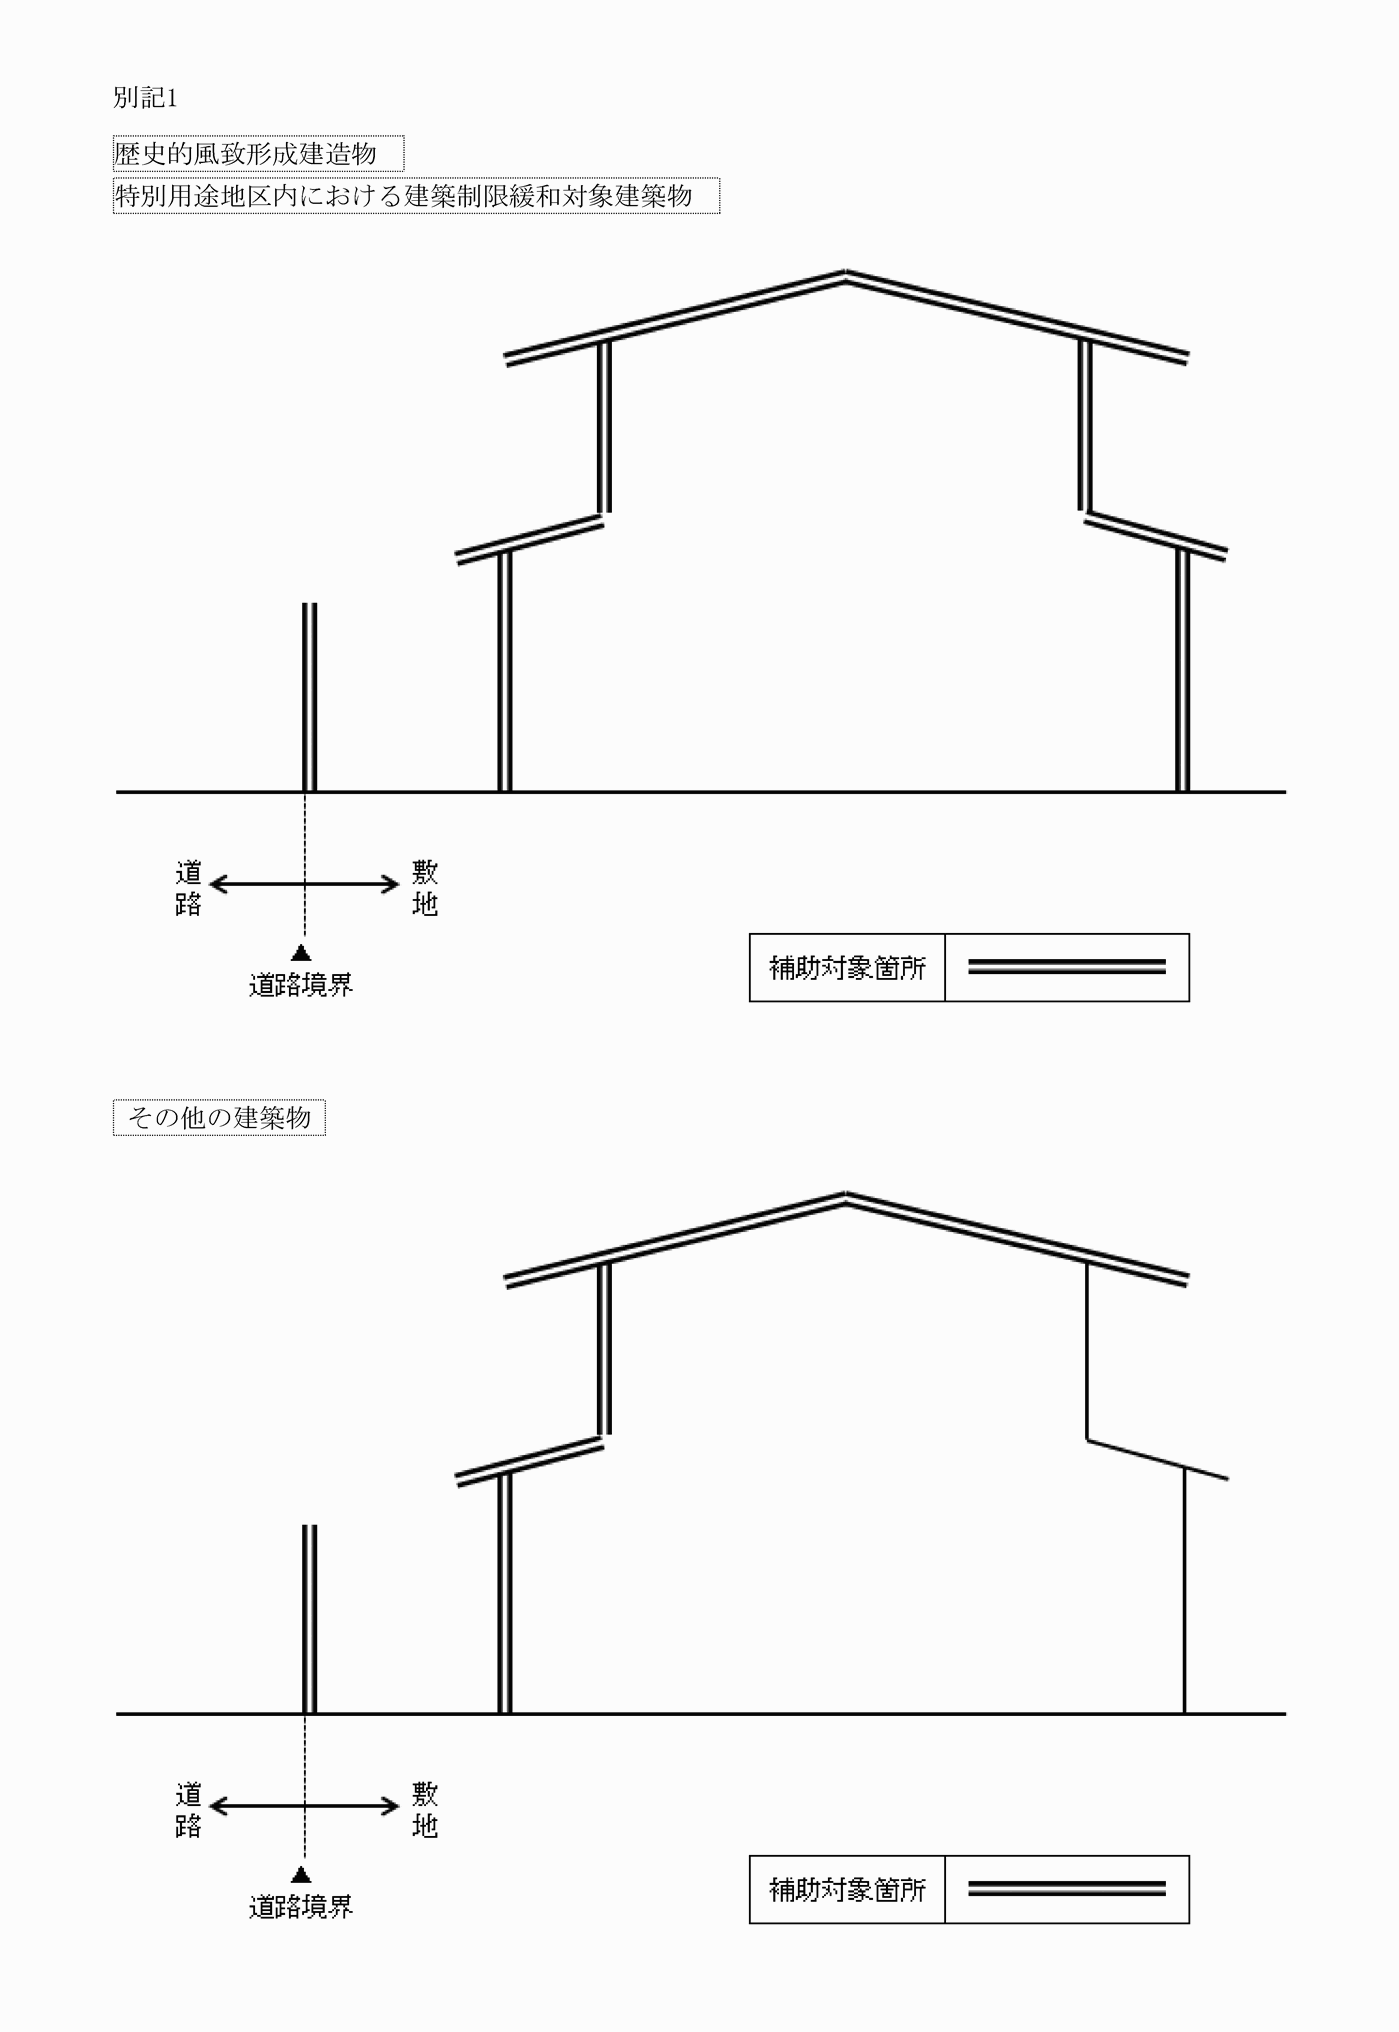 別記1
歴史的風致形成建造物
特別用途地区内における建築制限緩和対象建築物
道路
敷地
道路境界
補助対象箇所
その他の建築物
道路
敷地
道路境界
補助対象箇所